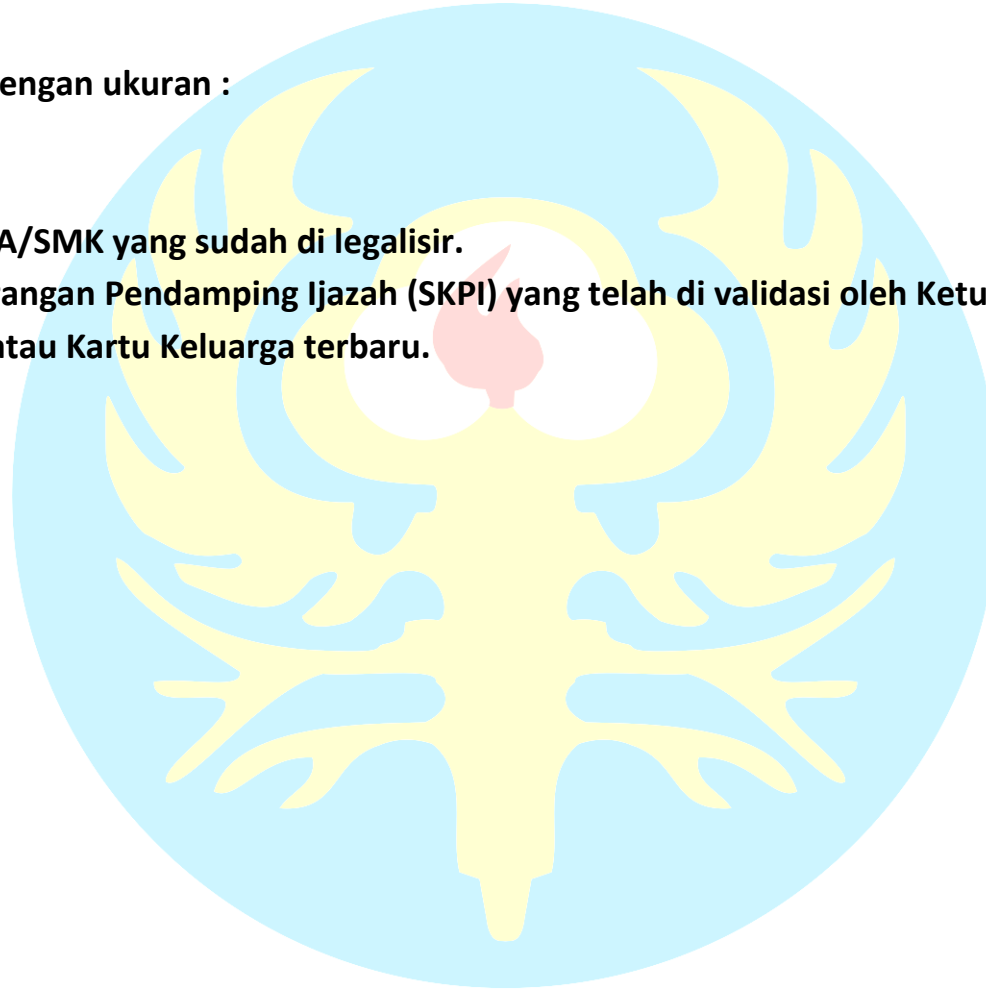 engan ukuran :
A/SMK yang sudah di legalisir.
rangan Pendamping Ijazah (SKPI) yang telah di validasi oleh Ketu
atau Kartu Keluarga terbaru.